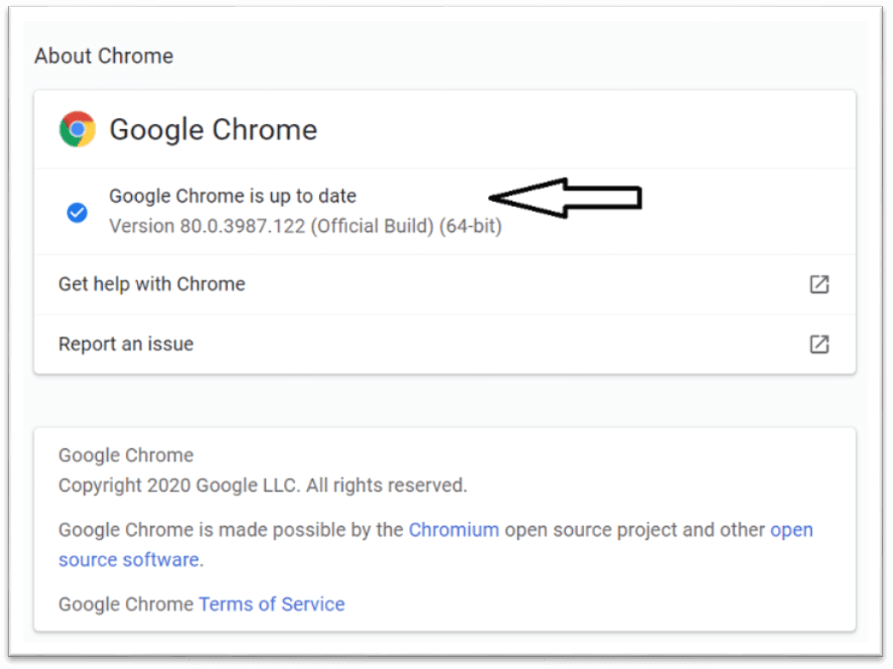 About Chrome
Google Chrome
Google Chrome is up to date
Version 80.0.3987.122 (Official Build) (64-bit)
Get help with Chrome
Report an issue
Google Chrome
Copyright 2020 Google LLC. All rights reserved.
Google Chrome is made possible by the Chromium open source project and other open
source software.
Google Chrome Terms of Service